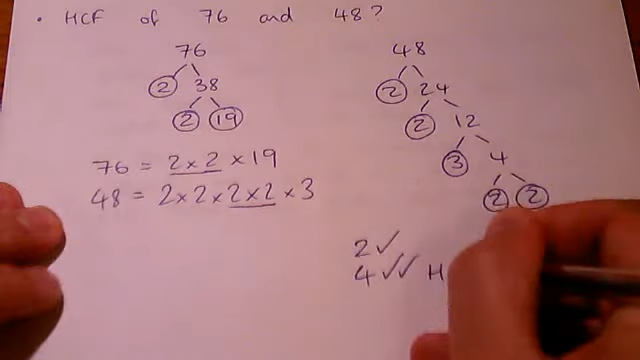 • HCF of 76 and 48?
76
2 38
2 19
48
2 24
2 12
3 4
2 2
76 = 2 × 2 × 19
48 = 2 × 2 × 2 × 2 × 3
2 ✓
4 ✓✓ H